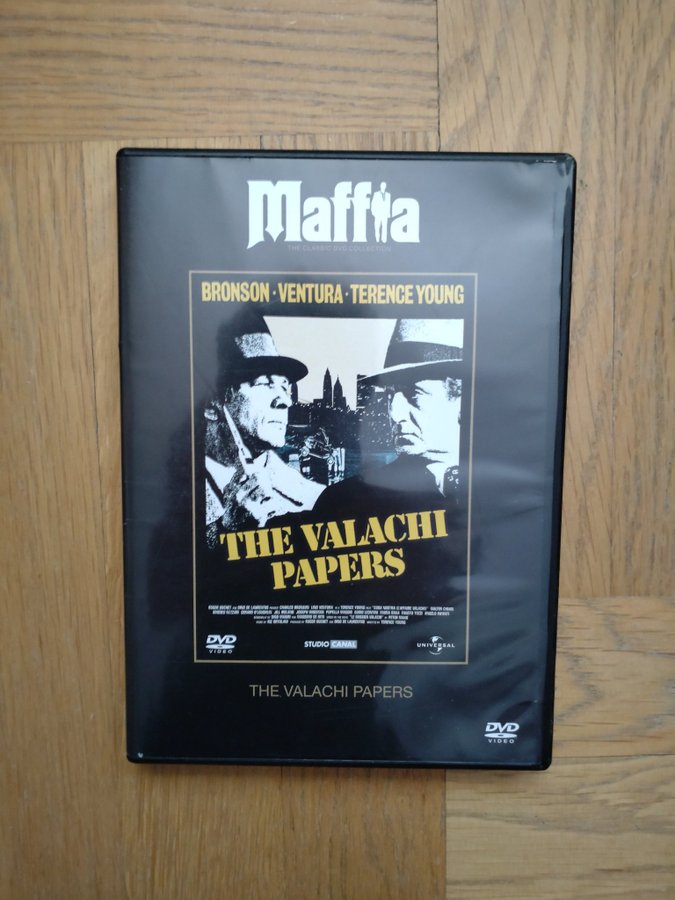 Maffia
THE CLASSIC DVD COLLECTION
BRONSON · VENTURA · TERENCE YOUNG
THE VALACHI
PAPERS
DVD
VIDEO
STUDIO CANAL
UNIVERSAL
THE VALACHI PAPERS
DVD
VIDEO